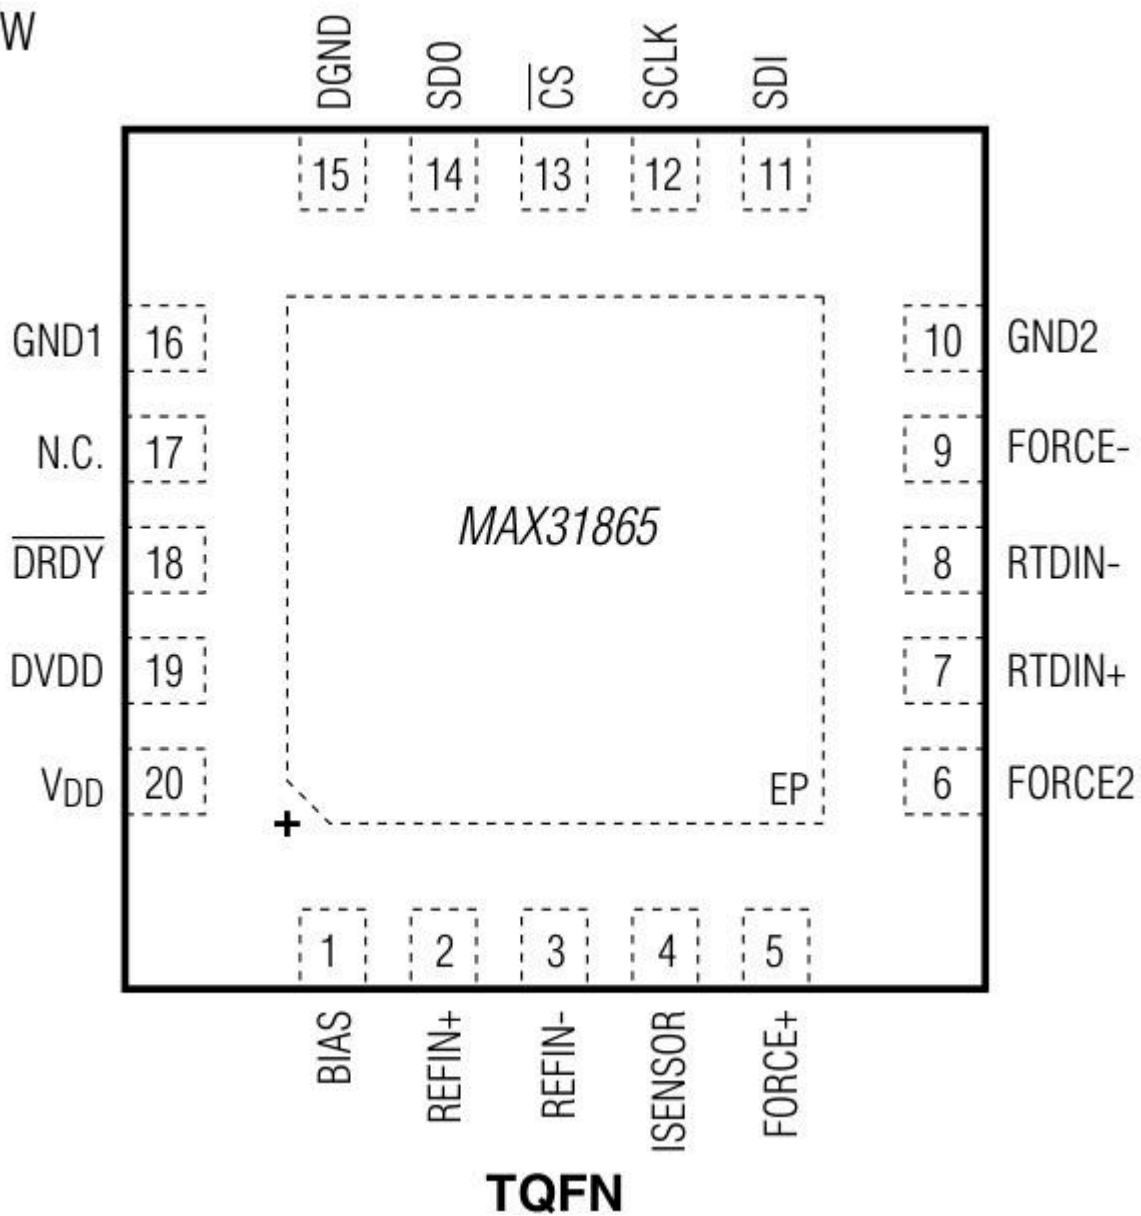 W
DGND SDO CS SCLK SDI
15 14 13 12 11
GND1 16 10 GND2
N.C. 17 9 FORCE-
MAX31865
DRDY 18 8 RTDIN-
DVDD 19 7 RTDIN+
VDD 20 6 FORCE2
EP
+
1 2 3 4 5
BIAS REFIN+ REFIN- ISENSOR FORCE+
TQFN